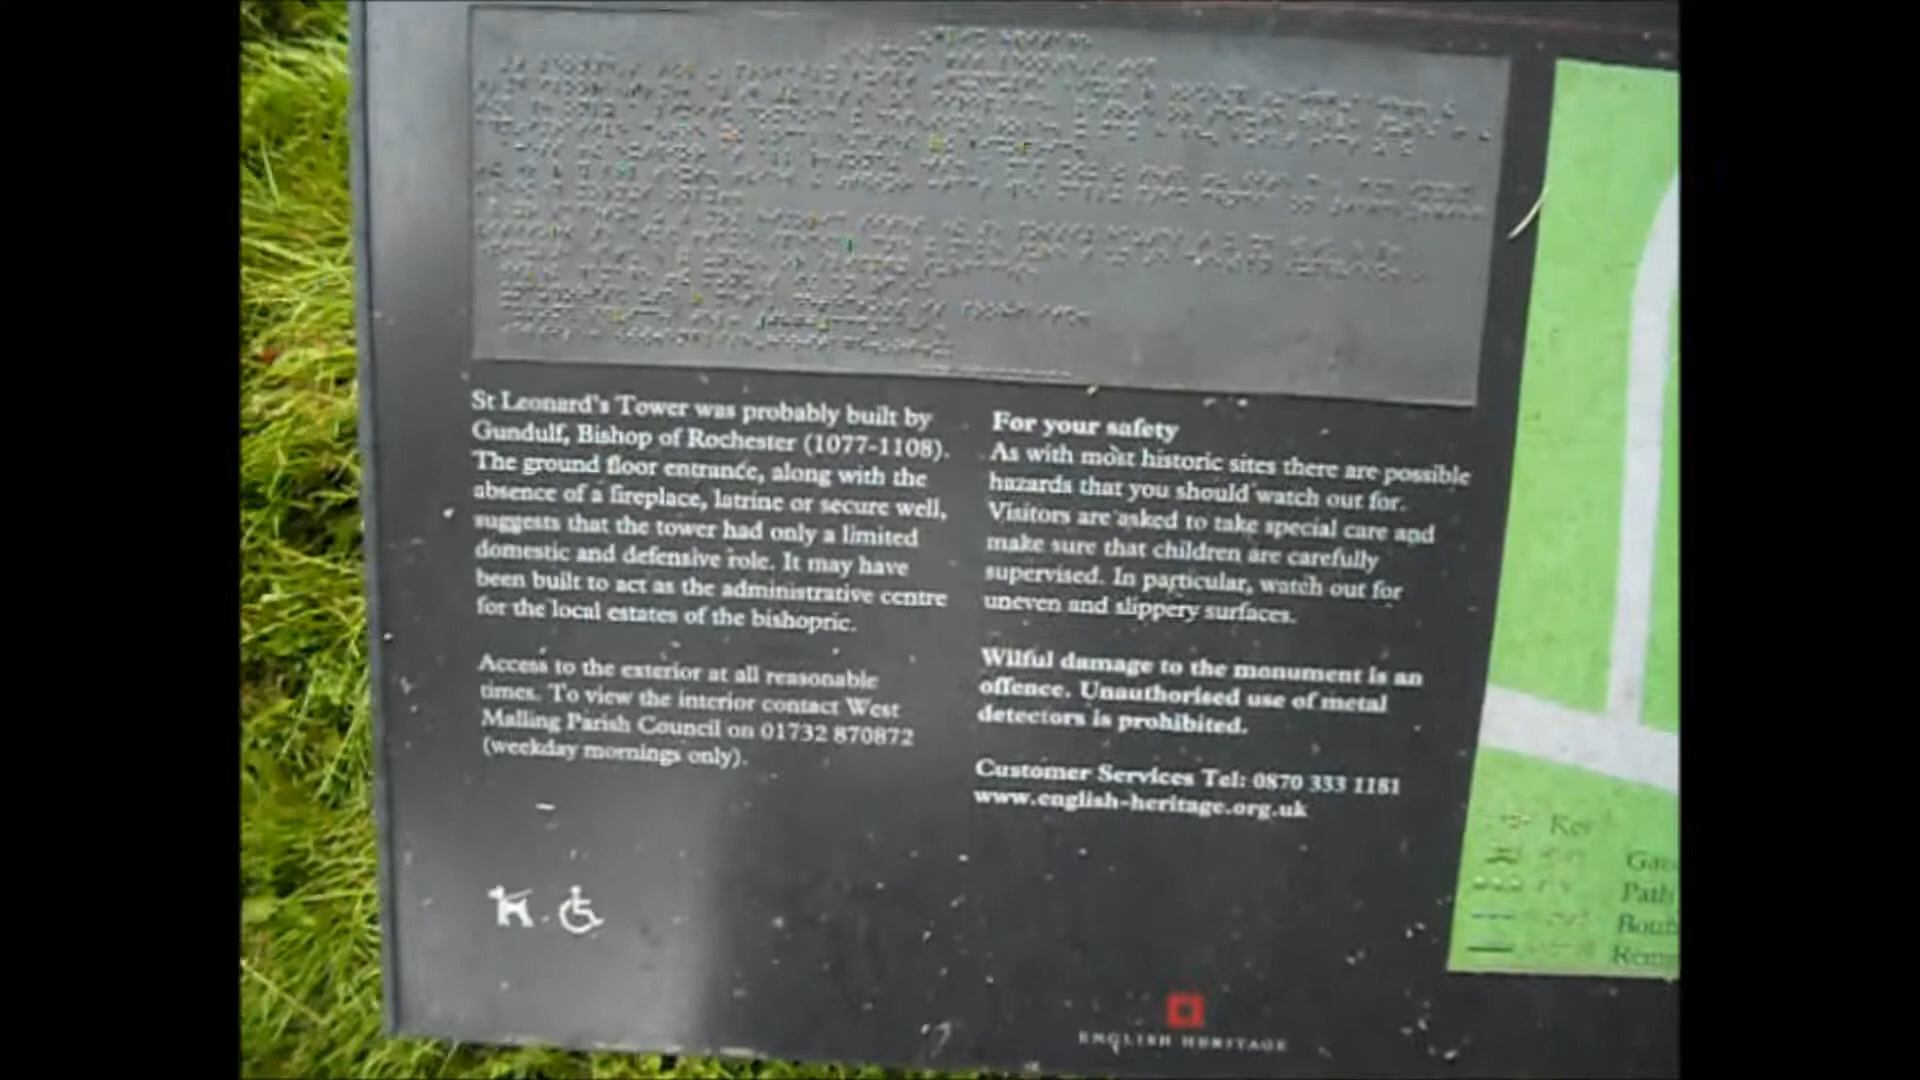 St Leonard's Tower was probably built by
Gundulf, Bishop of Rochester (1077-1108).
The ground floor entrance, along with the
absence of a fireplace, latrine or secure well,
suggests that the tower had only a limited
domestic and defensive role. It may have
been built to act as the administrative centre
for the local estates of the bishopric.
Access to the exterior at all reasonable
times. To view the interior contact West
Malling Parish Council on 01732 870872
(weekday mornings only).
For your safety
As with most historic sites there are possible
hazards that you should watch out for.
Visitors are asked to take special care and
make sure that children are carefully
supervised. In particular, watch out for
uneven and slippery surfaces.
Wilful damage to the monument is an
offence. Unauthorised use of metal
detectors is prohibited.
Customer Services Tel: 0870 333 1181
www.english-heritage.org.uk
ENGLISH HERITAGE
Key
Path